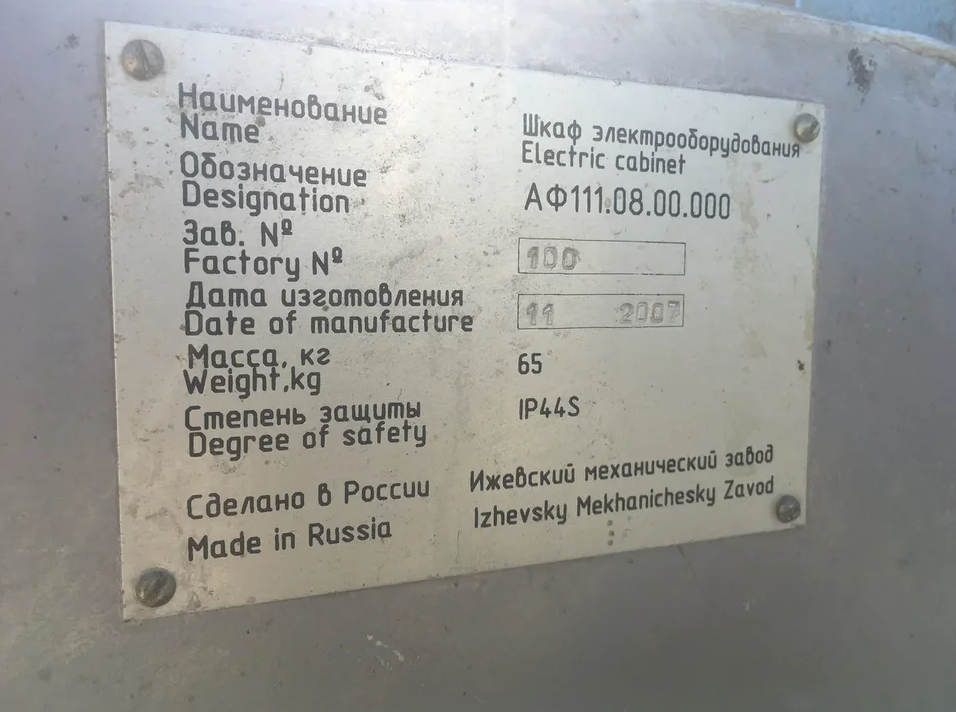 Наименование
Name
Шкаф электрооборудования
Electric cabinet
Обозначение
Designation
АФ111.08.00.000
Зав. №
Factory №
100
Дата изготовления
Date of manufacture
11 2007
Масса, кг
Weight,kg
65
Степень защиты
Degree of safety
IP44S
Сделано в России
Made in Russia
Ижевский механический завод
Izhevsky Mekhanichesky Zavod